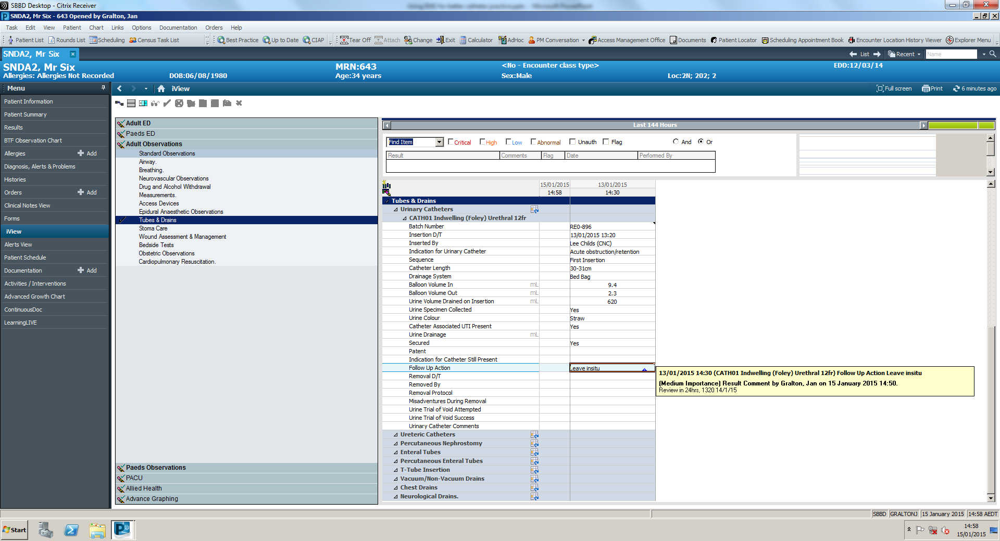 SBBD Desktop - Citrix Receiver
SNDA2, Mr Six - 643 Opened by Gralton, Jan
Task Edit View Patient Chart Links Options Documentation Orders Help
Patient List Rounds List Scheduling Census Task List Best Practice Up to Date CIAP Tear Off Attach Change Exit Calculator AdHoc PM Conversation Access Management Office Documents Patient Locator Scheduling Appointment Book Encounter Location History Viewer Explorer Menu
SNDA2, Mr Six List Recent Name
SNDA2, Mr Six MRN:643 <No - Encounter class type> EDD:12/03/14
Allergies: Allergies Not Recorded DOB:06/08/1980 Age:34 years Sex:Male Loc:2N; 202; 2
Menu iView Full screen Print 6 minutes ago
Patient Information
Patient Summary
Results
BTF Observation Chart
Allergies Add
Diagnosis, Alerts & Problems
Histories
Orders Add
Clinical Notes View
Forms
iView
Alerts View
Patient Schedule
Documentation Add
Activities / Interventions
Advanced Growth Chart
ContinuousDoc
LearningLIVE
Adult ED
Paeds ED
Adult Observations
Standard Observations
Airway.
Breathing.
Neurovascular Observations
Drug and Alcohol Withdrawal
Measurements.
Access Devices
Epidural Anaesthetic Observations
Tubes & Drains
Stoma Care
Wound Assessment & Management
Bedside Tests
Obstetric Observations
Cardiopulmonary Resuscitation.
Paeds Observations
PACU
Allied Health
Advance Graphing
Last 144 Hours
Find Item Critical High Low Abnormal Unauth Flag And Or
Result Comments Flag Date Performed By
15/01/2015 13/01/2015
14:58 14:30
Tubes & Drains
Urinary Catheters
CATH01 Indwelling (Foley) Urethral 12fr
Batch Number RE0-896
Insertion D/T 13/01/2015 13:20
Inserted By Lee Childs (CNC)
Indication for Urinary Catheter Acute obstruction/retention
Sequence First Insertion
Catheter Length 30-31cm
Drainage System Bed Bag
Balloon Volume In mL 9.4
Balloon Volume Out mL 2.3
Urine Volume Drained on Insertion mL 620
Urine Specimen Collected Yes
Urine Colour Straw
Catheter Associated UTI Present Yes
Urine Drainage mL
Secured Yes
Patent
Indication for Catheter Still Present
Follow Up Action Leave insitu
Removal D/T
Removed By
Removal Protocol
Misadventures During Removal
Urine Trial of Void Attempted
Urine Trial of Void Success
Urinary Catheter Comments
Ureteric Catheters
Percutaneous Nephrostomy
Enteral Tubes
Percutaneous Enteral Tubes
T-Tube Insertion
Vacuum/Non-Vacuum Drains
Chest Drains
Neurological Drains.
13/01/2015 14:30 (CATH01 Indwelling (Foley) Urethral 12fr) Follow Up Action Leave insitu
(Medium Importance) Result Comment by Gralton, Jan on 15 January 2015 14:50.
Review in 24hrs, 1320 14/1/15
SBBD GRALTONJ 15 January 2015 14:58 AEDT
Start
14:58
15/01/2015